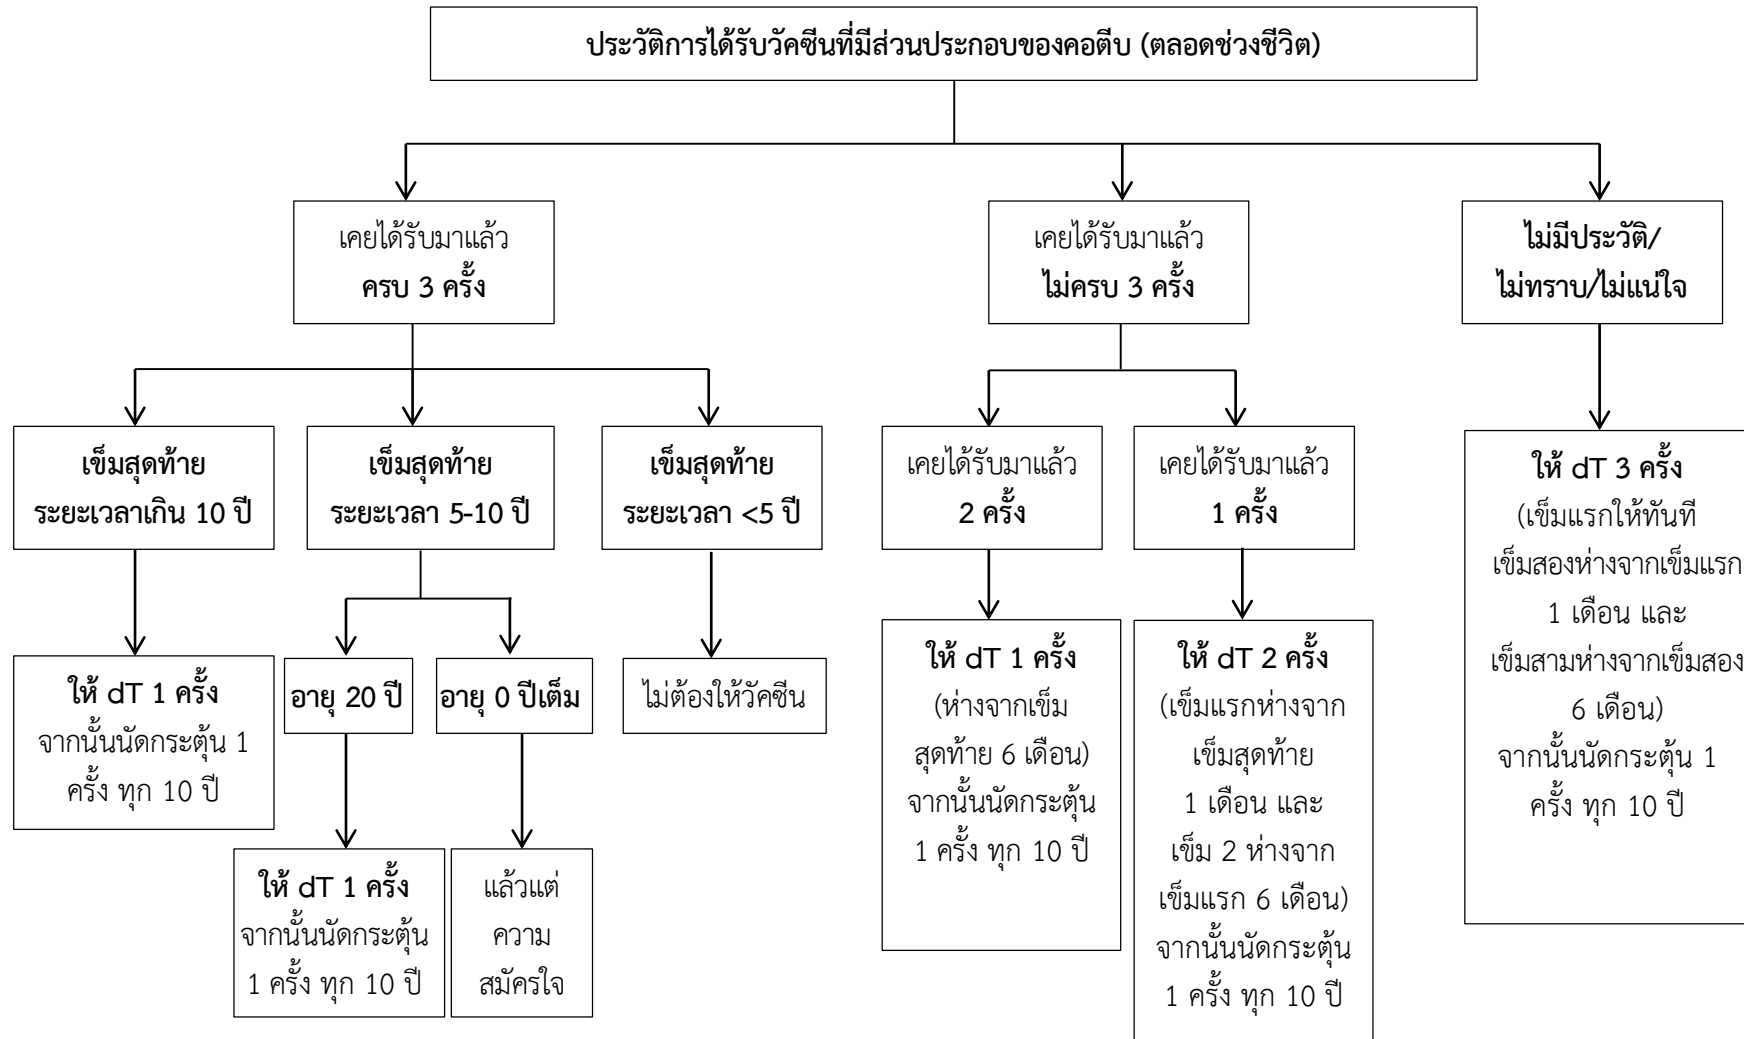 ประวัติการได้รับวัคซีนที่มีส่วนประกอบของคอตีบ (ตลอดช่วงชีวิต)
เคยได้รับมาแล้ว
ครบ 3 ครั้ง
เคยได้รับมาแล้ว
ไม่ครบ 3 ครั้ง
ไม่มีประวัติ/
ไม่ทราบ/ไม่แน่ใจ
เข็มสุดท้าย
ระยะเวลาเกิน 10 ปี
เข็มสุดท้าย
ระยะเวลา 5-10 ปี
เข็มสุดท้าย
ระยะเวลา <5 ปี
เคยได้รับมาแล้ว
2 ครั้ง
เคยได้รับมาแล้ว
1 ครั้ง
ให้ dT 3 ครั้ง
(เข็มแรกให้ทันที
เข็มสองห่างจากเข็มแรก
1 เดือน และ
เข็มสามห่างจากเข็มสอง
6 เดือน)
จากนั้นนัดกระตุ้น 1
ครั้ง ทุก 10 ปี
ให้ dT 1 ครั้ง
จากนั้นนัดกระตุ้น 1
ครั้ง ทุก 10 ปี
อายุ 20 ปี
อายุ 0 ปีเต็ม
ไม่ต้องให้วัคซีน
ให้ dT 1 ครั้ง
(ห่างจากเข็ม
สุดท้าย 6 เดือน)
จากนั้นนัดกระตุ้น
1 ครั้ง ทุก 10 ปี
ให้ dT 2 ครั้ง
(เข็มแรกห่างจาก
เข็มสุดท้าย
1 เดือน และ
เข็ม 2 ห่างจาก
เข็มแรก 6 เดือน)
จากนั้นนัดกระตุ้น
1 ครั้ง ทุก 10 ปี
ให้ dT 1 ครั้ง
จากนั้นนัดกระตุ้น
1 ครั้ง ทุก 10 ปี
แล้วแต่
ความ
สมัครใจ